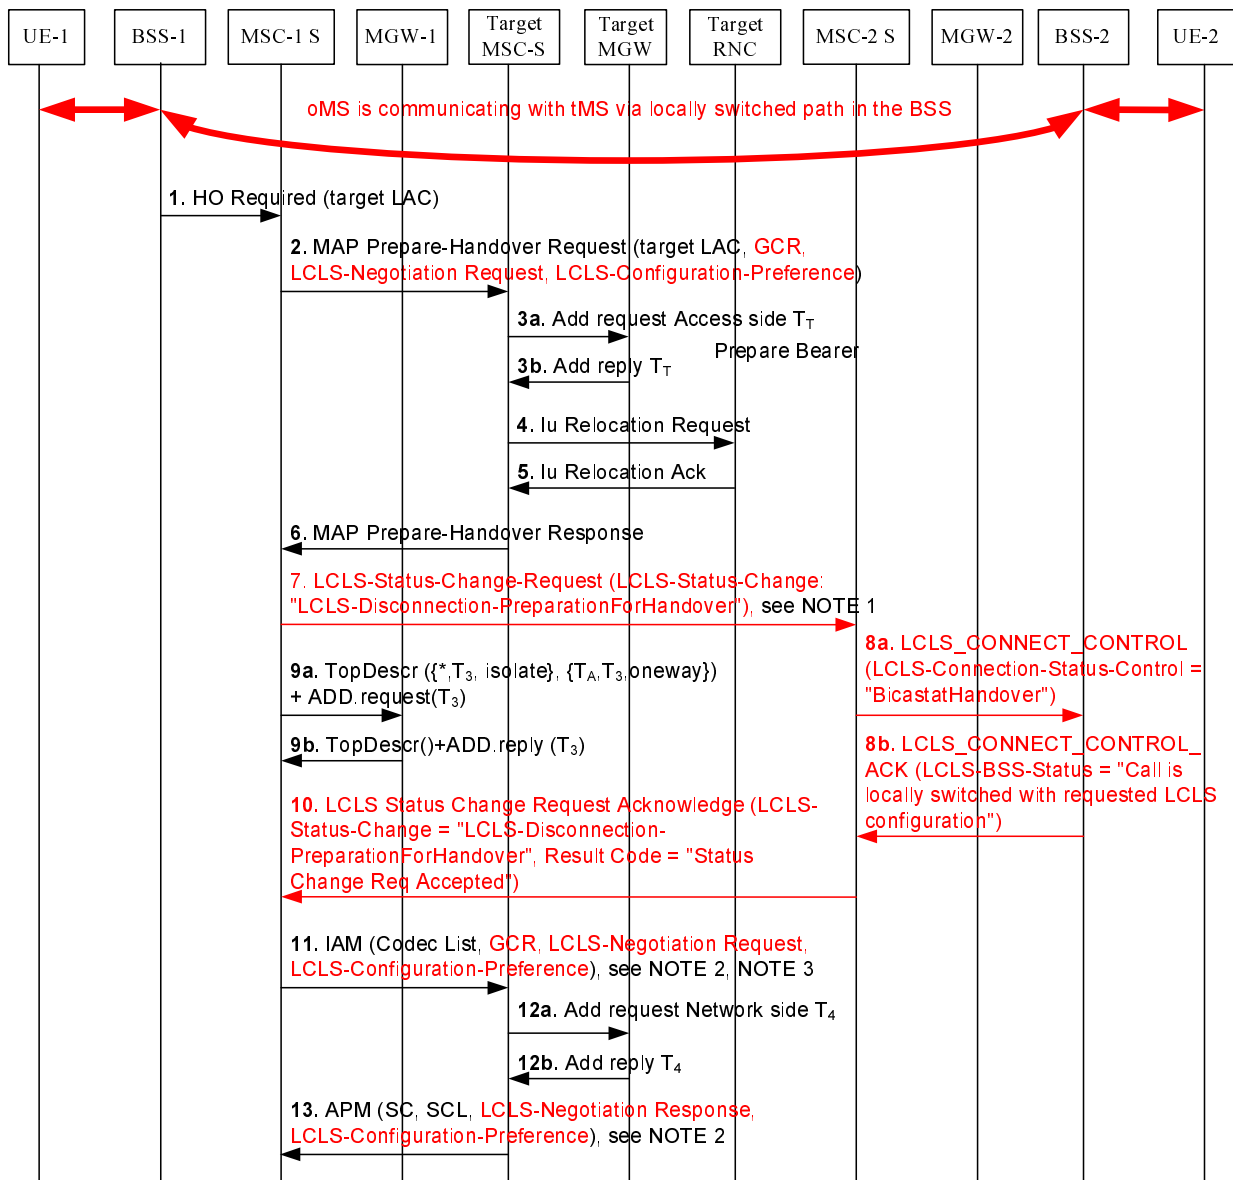 UE-1
BSS-1
MSC-1 S
MGW-1
Target
MSC-S
Target
MGW
Target
RNC
MSC-2 S
MGW-2
BSS-2
UE-2
oMS is communicating with tMS via locally switched path in the BSS
1. HO Required (target LAC)
2. MAP Prepare-Handover Request (target LAC, GCR,
LCLS-Negotiation Request, LCLS-Configuration-Preference)
3a. Add request Access side TT
Prepare Bearer
3b. Add reply TT
4. Iu Relocation Request
5. Iu Relocation Ack
6. MAP Prepare-Handover Response
7. LCLS-Status-Change-Request (LCLS-Status-Change:
"LCLS-Disconnection-PreparationForHandover"), see NOTE 1
8a. LCLS_CONNECT_CONTROL
(LCLS-Connection-Status-Control =
"BicastatHandover")
9a. TopDescr ({*,T3, isolate}, {TA,T3,oneway})
+ ADD.request(T3)
9b. TopDescr()+ADD.reply (T3)
8b. LCLS_CONNECT_CONTROL_
ACK (LCLS-BSS-Status = "Call is
locally switched with requested LCLS
configuration")
10. LCLS Status Change Request Acknowledge (LCLS-
Status-Change = "LCLS-Disconnection-
PreparationForHandover", Result Code = "Status
Change Req Accepted")
11. IAM (Codec List, GCR, LCLS-Negotiation Request,
LCLS-Configuration-Preference), see NOTE 2, NOTE 3
12a. Add request Network side T4
12b. Add reply T4
13. APM (SC, SCL, LCLS-Negotiation Response,
LCLS-Configuration-Preference), see NOTE 2